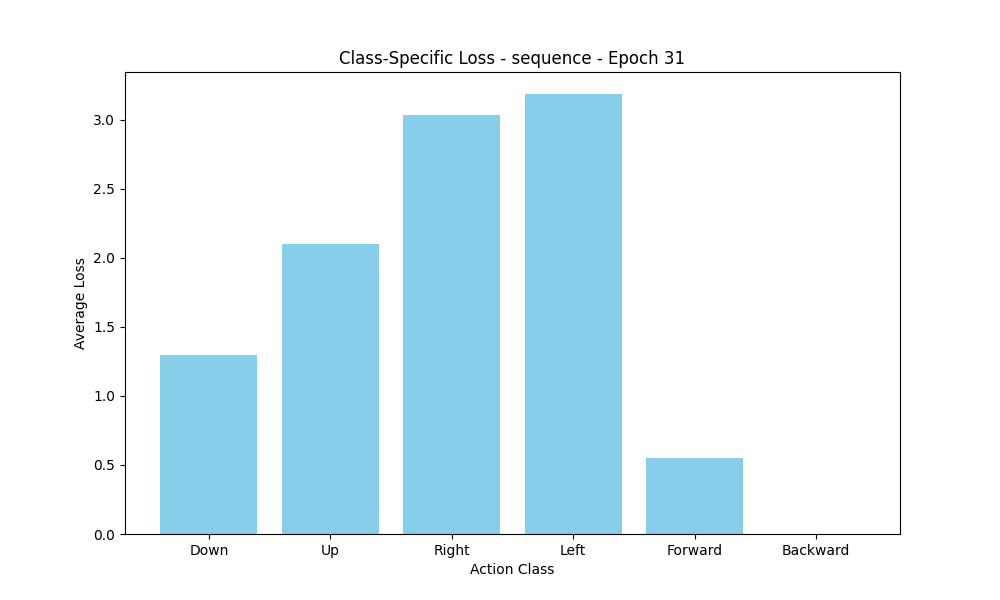 Class-Specific Loss - sequence - Epoch 31
3.0
2.5
2.0
1.5
1.0
0.5
0.0
Average Loss
Down Up Right Left Forward Backward
Action Class